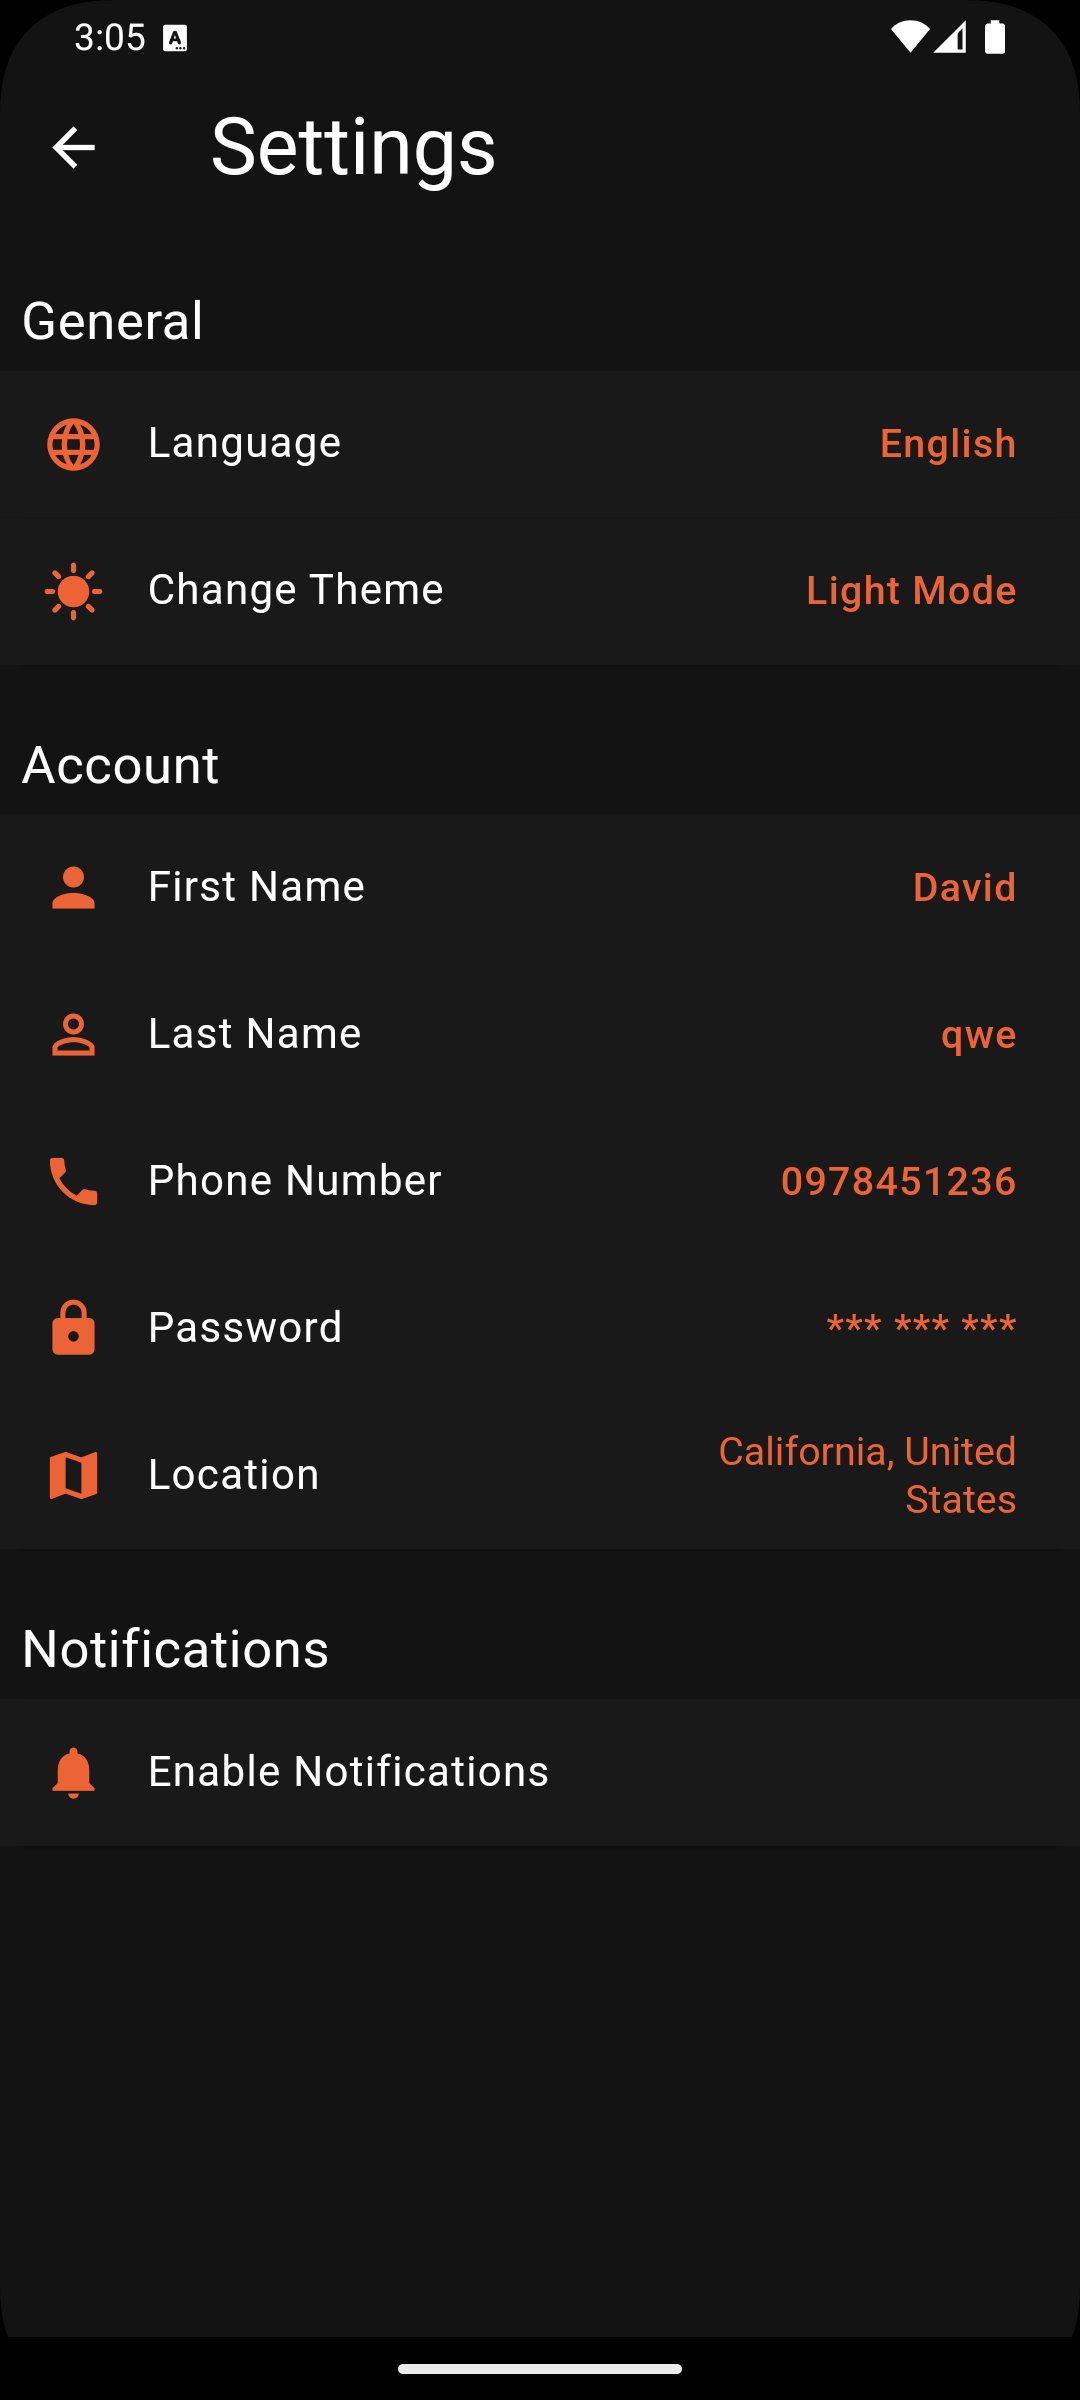 3:05
Settings
General
Language
English
Change Theme
Light Mode
Account
First Name
David
Last Name
qwe
Phone Number
0978451236
Password
*** *** ***
Location
California, United
States
Notifications
Enable Notifications